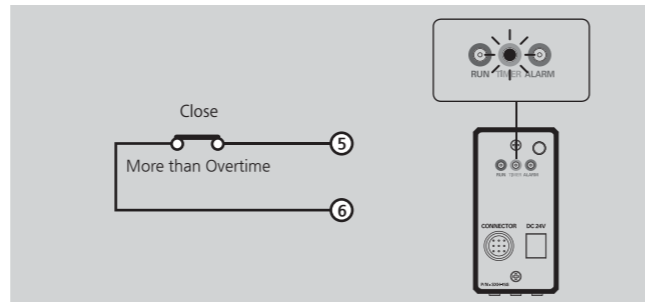 RUN TIMER ALARM
Close
5
More than Overtime
6
RUN TIMER ALARM
CONNECTOR DC 24V